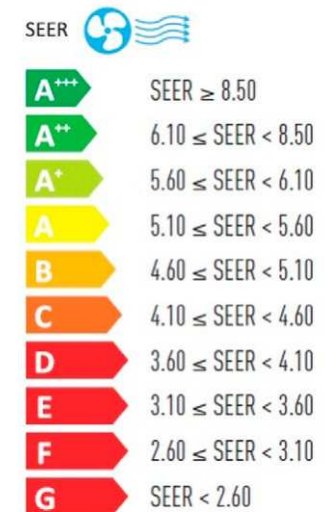 SEER
A+++ SEER ≥ 8.50
A++ 6.10 ≤ SEER < 8.50
A+ 5.60 ≤ SEER < 6.10
A 5.10 ≤ SEER < 5.60
B 4.60 ≤ SEER < 5.10
C 4.10 ≤ SEER < 4.60
D 3.60 ≤ SEER < 4.10
E 3.10 ≤ SEER < 3.60
F 2.60 ≤ SEER < 3.10
G SEER < 2.60